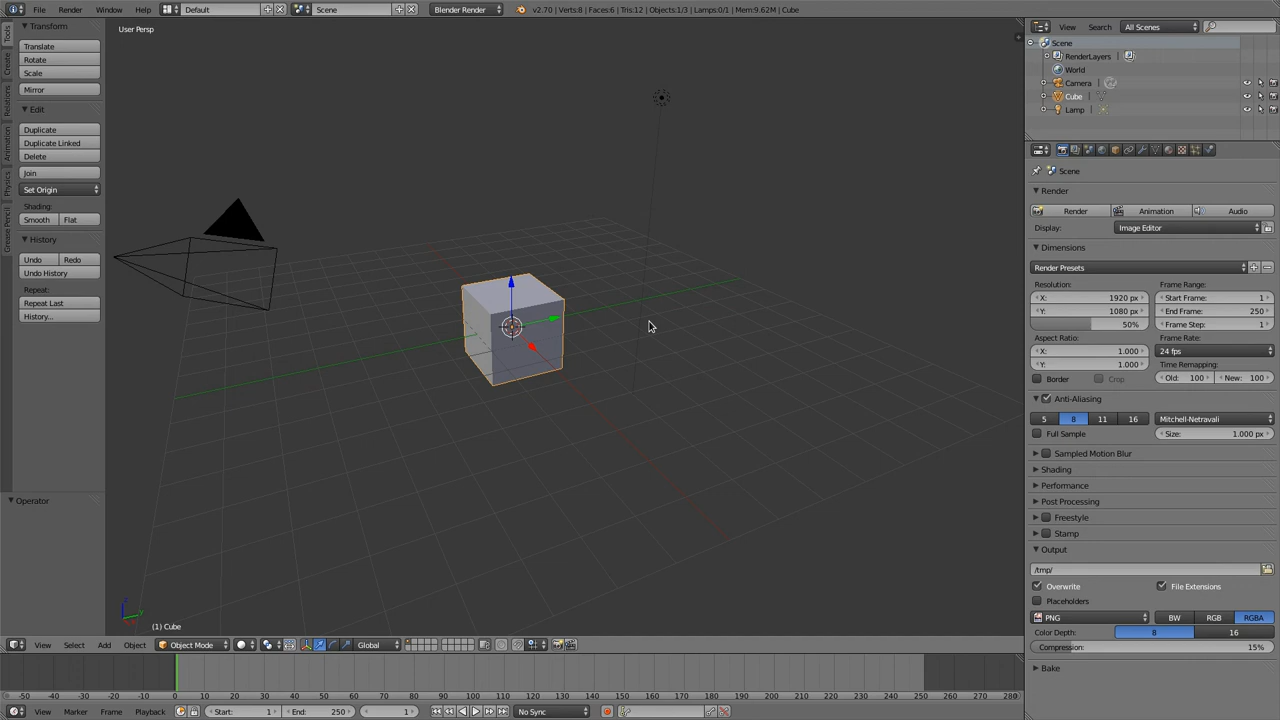 File Render Window Help Default Scene Blender Render v2.70 | Verts:8 | Faces:6 | Tris:12 | Objects:1/3 | Lamps:0/1 | Mem:9.62M | Cube
Tools
Create
Relations
Animation
Physics
Grease Pencil
Transform
Translate
Rotate
Scale
Mirror
Edit
Duplicate
Duplicate Linked
Delete
Join
Set Origin
Shading:
Smooth Flat
History
Undo Redo
Undo History
Repeat:
Repeat Last
History...
Operator
User Persp
(1) Cube
View Select Add Object Object Mode Global
View Search All Scenes
Scene
RenderLayers
World
Camera
Cube
Lamp
Scene
Render
Render Animation Audio
Display: Image Editor
Dimensions
Render Presets
Resolution: Frame Range:
X: 1920 px Start Frame: 1
Y: 1080 px End Frame: 250
50% Frame Step: 1
Aspect Ratio: Frame Rate:
X: 1.000 24 fps
Y: 1.000 Time Remapping:
Border Crop Old: 100 New: 100
Anti-Aliasing
5 8 11 16 Mitchell-Netravali
Full Sample Size: 1.000 px
Sampled Motion Blur
Shading
Performance
Post Processing
Freestyle
Stamp
Output
/tmp/
Overwrite File Extensions
Placeholders
PNG BW RGB RGBA
Color Depth: 8 16
Compression: 15%
Bake
-50 -40 -30 -20 -10 0 10 20 30 40 50 60 70 80 90 100 110 120 130 140 150 160 170 180 190 200 210 220 230 240 250 260 270 280
View Marker Frame Playback Start: 1 End: 250 1 No Sync